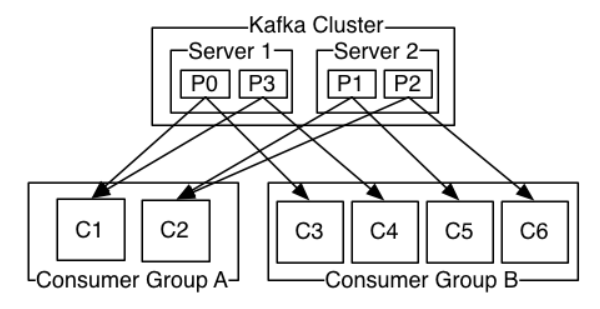 Kafka Cluster
Server 1 Server 2
P0 P3 P1 P2
C1 C2 C3 C4 C5 C6
Consumer Group A Consumer Group B